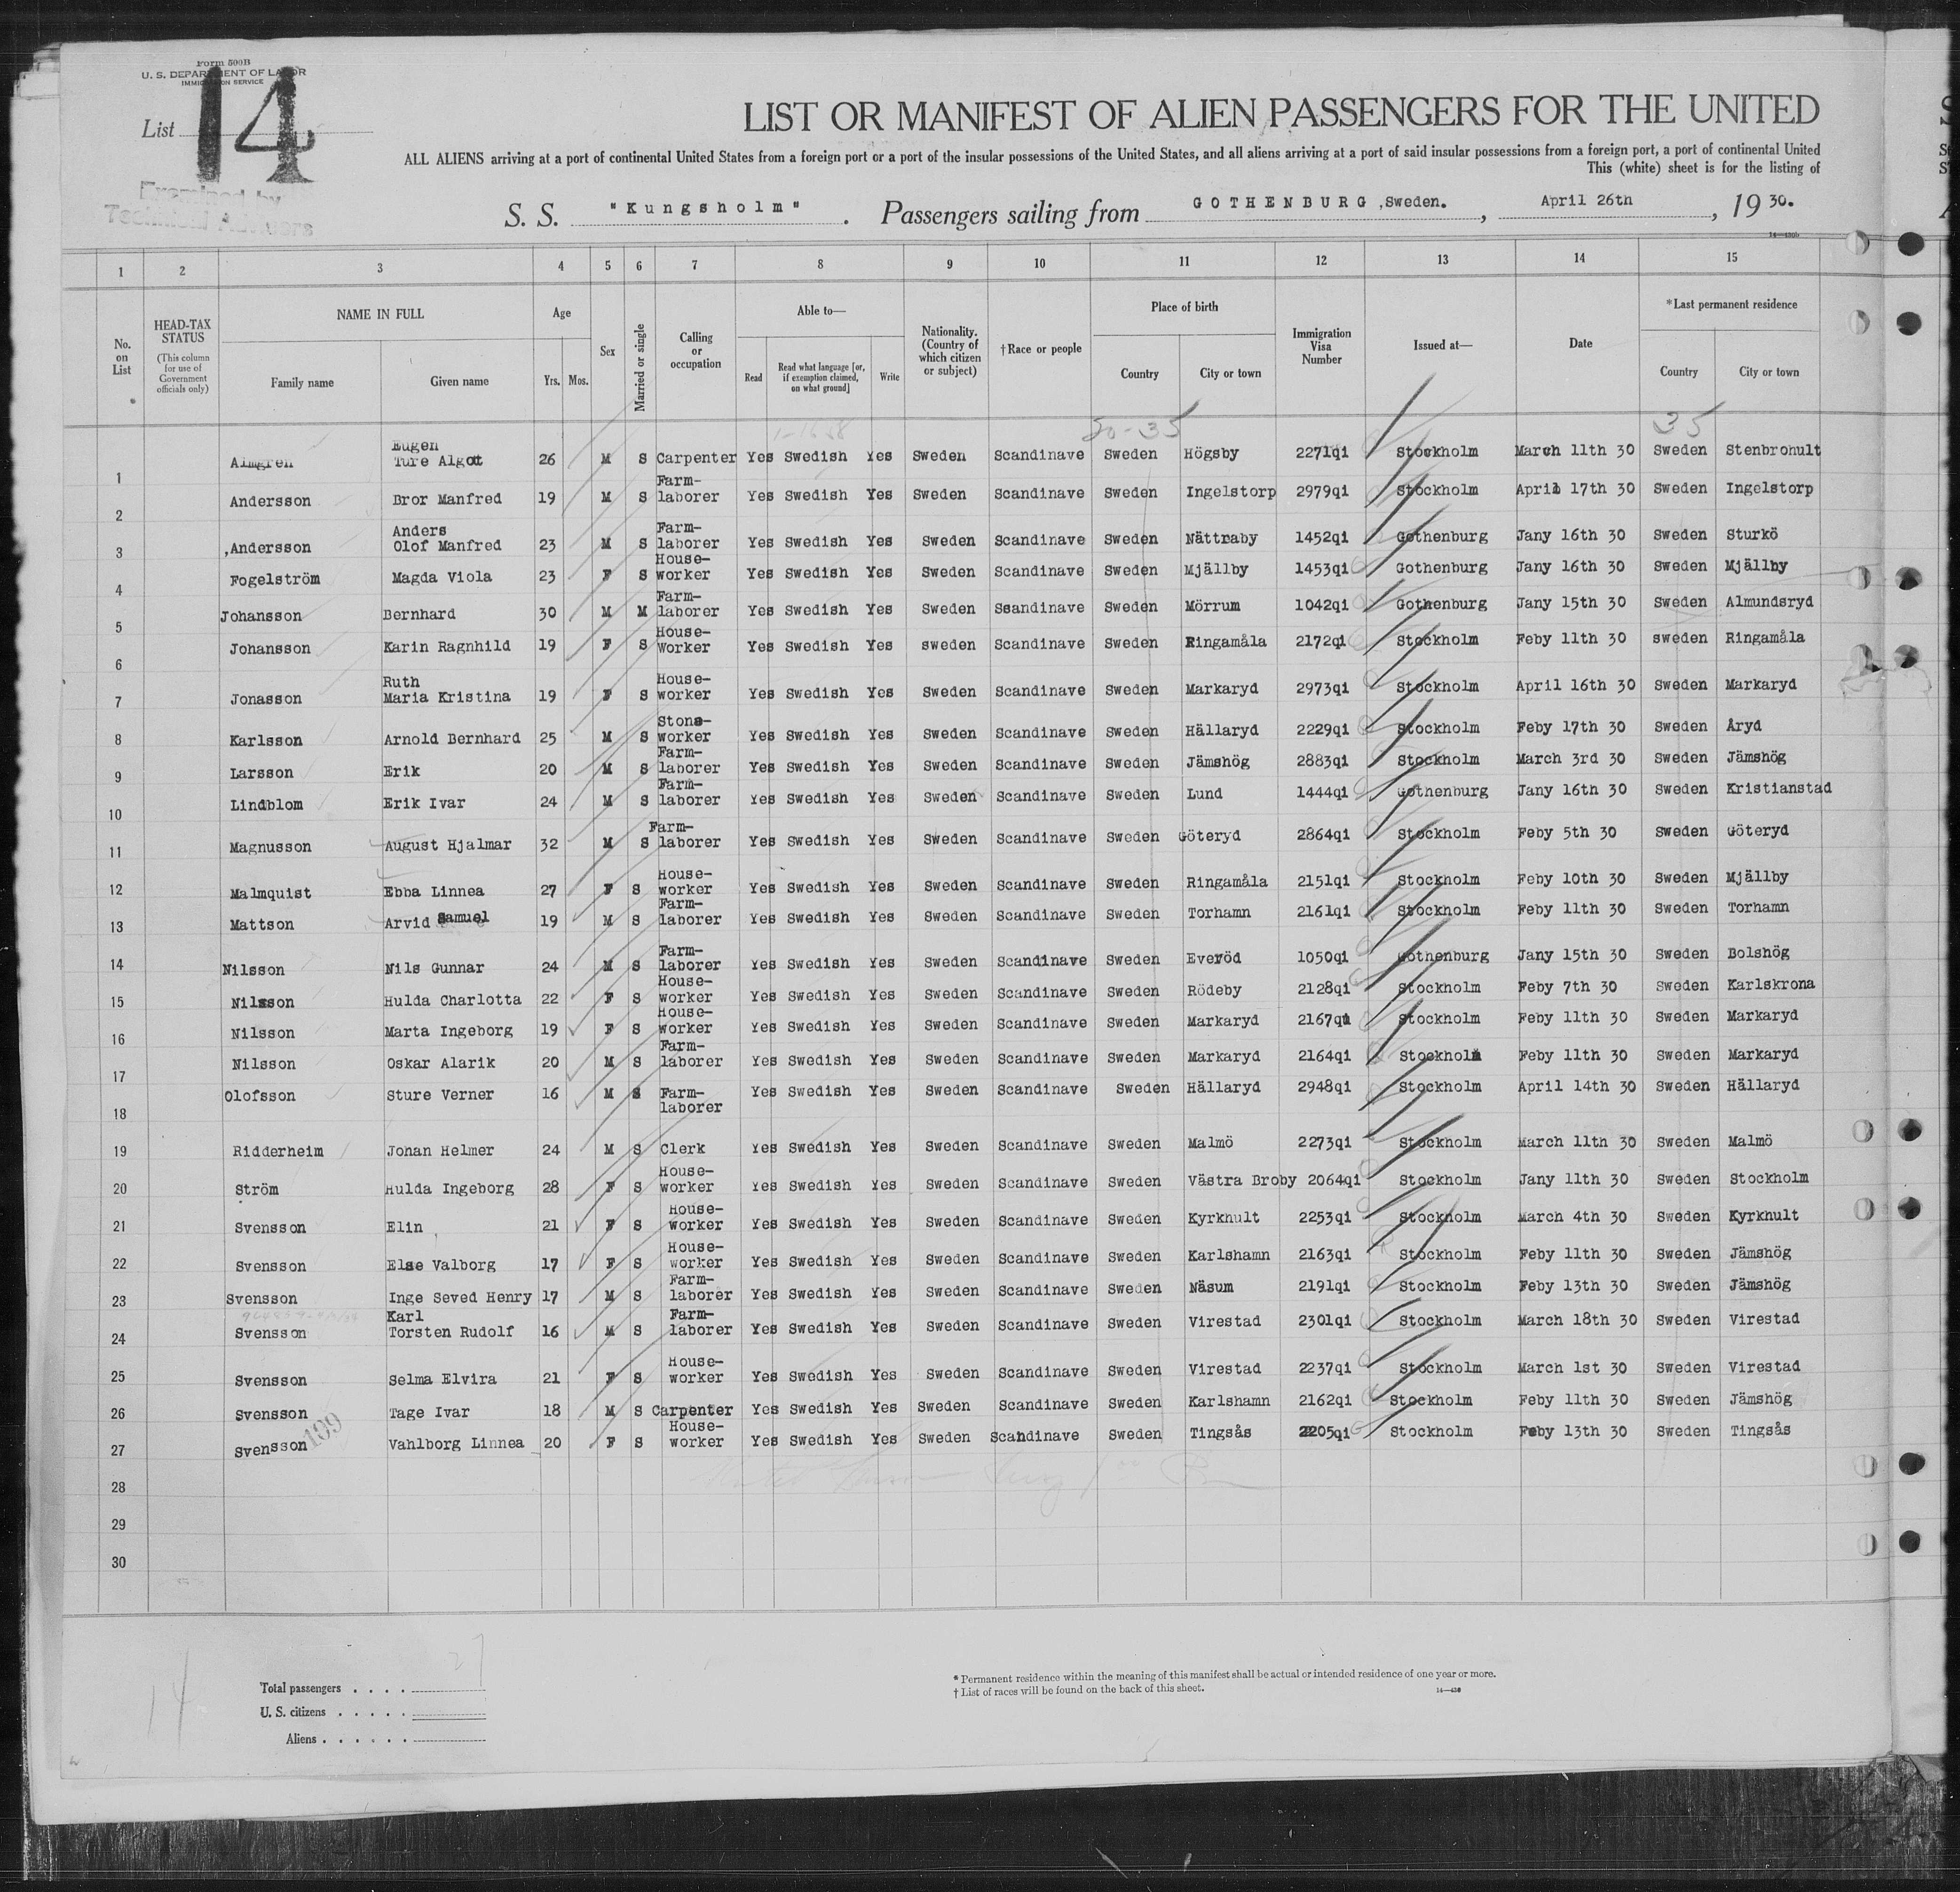 Form 500B
U. S. DEPARTMENT OF LABOR
IMMIGRATION SERVICE
List 14
Examined by
Technical Advisers
LIST OR MANIFEST OF ALIEN PASSENGERS FOR THE UNITED
ALL ALIENS arriving at a port of continental United States from a foreign port or a port of the insular possessions of the United States, and all aliens arriving at a port of said insular possessions from a foreign port, a port of continental United
This (white) sheet is for the listing of
S. S. "Kungsholm" . Passengers sailing from GOTHENBURG ,Sweden. , April 26th , 19 30.
1 2 3 4 5 6 7 8 9 10 11 12 13 14 15
No. on List
HEAD-TAX STATUS
(This column for use of Government officials only)
NAME IN FULL
Family name
Given name
Age
Yrs. Mos.
Sex
Married or single
Calling or occupation
Able to—
Read
Read what language [or, if exemption claimed, on what ground]
Write
Nationality. (Country of which citizen or subject)
†Race or people
Place of birth
Country
City or town
Immigration Visa Number
Issued at—
Date
*Last permanent residence
Country
City or town
35
1 Almgren Eugen Ture Algot 26 M S Carpenter Yes Swedish Yes Sweden Scandinave Sweden Högsby 2271qi Stockholm March 11th 30 Sweden Stenbrohult
2 Andersson Bror Manfred 19 M S Farm-laborer Yes Swedish Yes Sweden Scandinave Sweden Ingelstorp 2979qi Stockholm April 17th 30 Sweden Ingelstorp
3 ,Andersson Anders Olof Manfred 23 M S Farm-laborer Yes Swedish Yes Sweden Scandinave Sweden Nättraby 1452qi Gothenburg Jany 16th 30 Sweden Sturkö
4 Fogelström Magda Viola 23 F S House-worker Yes Swedish Yes Sweden Scandinave Sweden Mjällby 1453qi Gothenburg Jany 16th 30 Sweden Mjällby
5 Johansson Bernhard 30 M M Farm-laborer Yes Swedish Yes Sweden Scandinave Sweden Mörrum 1042qi Gothenburg Jany 15th 30 Sweden Almundsryd
6 Johansson Karin Ragnhild 19 F S House-worker Yes Swedish Yes sweden Scandinave Sweden Ringamåla 2172qi Stockholm Feby 11th 30 sweden Ringamåla
7 Jonasson Ruth Maria Kristina 19 F S House-worker Yes Swedish Yes Sweden Scandinave Sweden Markaryd 2973qi Stockholm April 16th 30 Sweden Markaryd
8 Karlsson Arnold Bernhard 25 M S Stone-worker Yes Swedish Yes Sweden Scandinave Sweden Hällaryd 2229qi Stockholm Feby 17th 30 Sweden Åryd
9 Larsson Erik 20 M S Farm-laborer Yes Swedish Yes Sweden Scandinave Sweden Jämshög 2883qi Stockholm March 3rd 30 Sweden Jämshög
10 Lindblom Erik Ivar 24 M S Farm-laborer Yes Swedish Yes Sweden Scandinave Sweden Lund 1444qi Gothenburg Jany 16th 30 Sweden Kristianstad
11 Magnusson August Hjalmar 32 M S Farm-laborer Yes Swedish Yes Sweden Scandinave Sweden Göteryd 2864qi Stockholm Feby 5th 30 Sweden Göteryd
12 Malmquist Ebba Linnea 27 F S House-worker Yes Swedish Yes Sweden Scandinave Sweden Ringamåla 2151qi Stockholm Feby 10th 30 Sweden Mjällby
13 Mattson Arvid Samuel 19 M S Farm-laborer Yes Swedish Yes Sweden Scandinave Sweden Torhamn 2161qi Stockholm Feby 11th 30 Sweden Torhamn
14 Nilsson Nils Gunnar 24 M S Farm-laborer Yes Swedish Yes Sweden Scandinave Sweden Everöd 1050qi Gothenburg Jany 15th 30 Sweden Bolshög
15 Nilsson Hulda Charlotta 22 F S House-worker Yes Swedish Yes Sweden Scandinave Sweden Rödeby 2128qi Stockholm Feby 7th 30 Sweden Karlskrona
16 Nilsson Marta Ingeborg 19 F S House-worker Yes Swedish Yes Sweden Scandinave Sweden Markaryd 2167qi Stockholm Feby 11th 30 Sweden Markaryd
17 Nilsson Oskar Alarik 20 M S Farm-laborer Yes Swedish Yes Sweden Scandinave Sweden Markaryd 2164qi Stockholm Feby 11th 30 Sweden Markaryd
18 Olofsson Sture Verner 16 M S Farm-laborer Yes Swedish Yes Sweden Scandinave Sweden Hällaryd 2948qi Stockholm April 14th 30 Sweden Hällaryd
19 Ridderheim Johan Helmer 24 M S Clerk Yes Swedish Yes Sweden Scandinave Sweden Malmö 2273qi Stockholm March 11th 30 Sweden Malmö
20 Ström Hulda Ingeborg 28 F S House-worker Yes Swedish Yes Sweden Scandinave Sweden Västra Broby 2064qi Stockholm Jany 11th 30 Sweden Stockholm
21 Svensson Elin 21 F S House-worker Yes Swedish Yes Sweden Scandinave Sweden Kyrkhult 2253qi Stockholm March 4th 30 Sweden Kyrkhult
22 Svensson Else Valborg 17 F S House-worker Yes Swedish Yes Sweden Scandinave Sweden Karlshamn 2163qi Stockholm Feby 11th 30 Sweden Jämshög
23 Svensson Inge Seved Henry 17 M S Farm-laborer Yes Swedish Yes Sweden Scandinave Sweden Näsum 2191qi Stockholm Feby 13th 30 Sweden Jämshög
24 Svensson Karl Torsten Rudolf 16 M S Farm-laborer Yes Swedish Yes Sweden Scandinave Sweden Virestad 2301qi Stockholm March 18th 30 Sweden Virestad
25 Svensson Selma Elvira 21 F S House-worker Yes Swedish Yes Sweden Scandinave Sweden Virestad 2237qi Stockholm March 1st 30 Sweden Virestad
26 Svensson Tage Ivar 18 M S Carpenter Yes Swedish Yes Sweden Scandinave Sweden Karlshamn 2162qi Stockholm Feby 11th 30 Sweden Jämshög
27 Svensson 109 Vahlborg Linnea 20 F S House-worker Yes Swedish Yes Sweden Scandinave Sweden Tingsås 2205qi Stockholm Feby 13th 30 Sweden Tingsås
28
29
30
14
Total passengers . . . . 27
U. S. citizens . . . . .
Aliens . . . . . .
* Permanent residence within the meaning of this manifest shall be actual or intended residence of one year or more.
† List of races will be found on the back of this sheet.